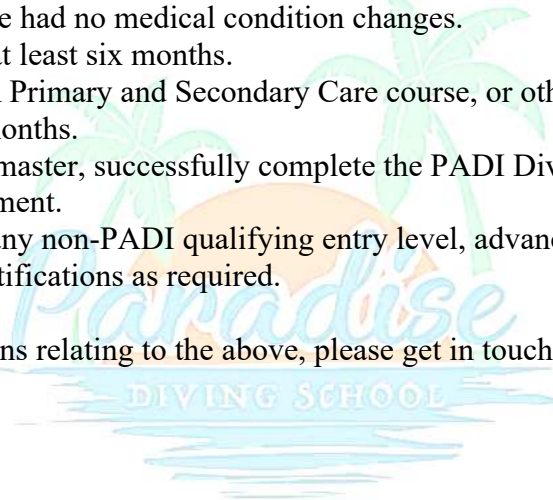 e had no medical condition changes.
at least six months.
Primary and Secondary Care course, or oth
onths.
master, successfully complete the PADI Div
ment.
any non-PADI qualifying entry level, advanc
tifications as required.
Paradise
ns relating to the above, please get in touch
DIVING SCHOOL